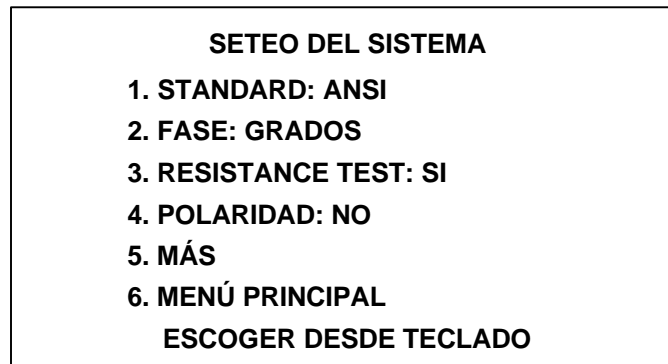 SETEO DEL SISTEMA
1. STANDARD: ANSI
2. FASE: GRADOS
3. RESISTANCE TEST: SI
4. POLARIDAD: NO
5. MÁS
6. MENÚ PRINCIPAL
ESCOGER DESDE TECLADO